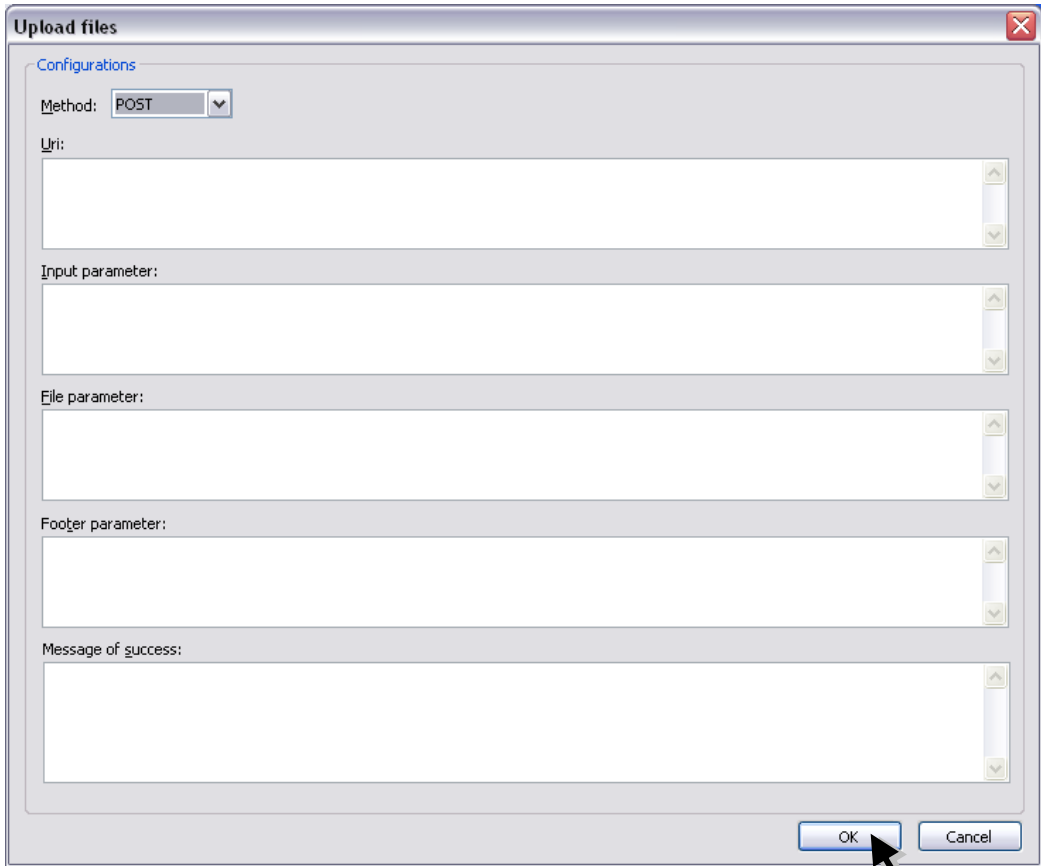 Upload files
Configurations
Method: POST
Uri:
Input parameter:
File parameter:
Footer parameter:
Message of success:
OK Cancel